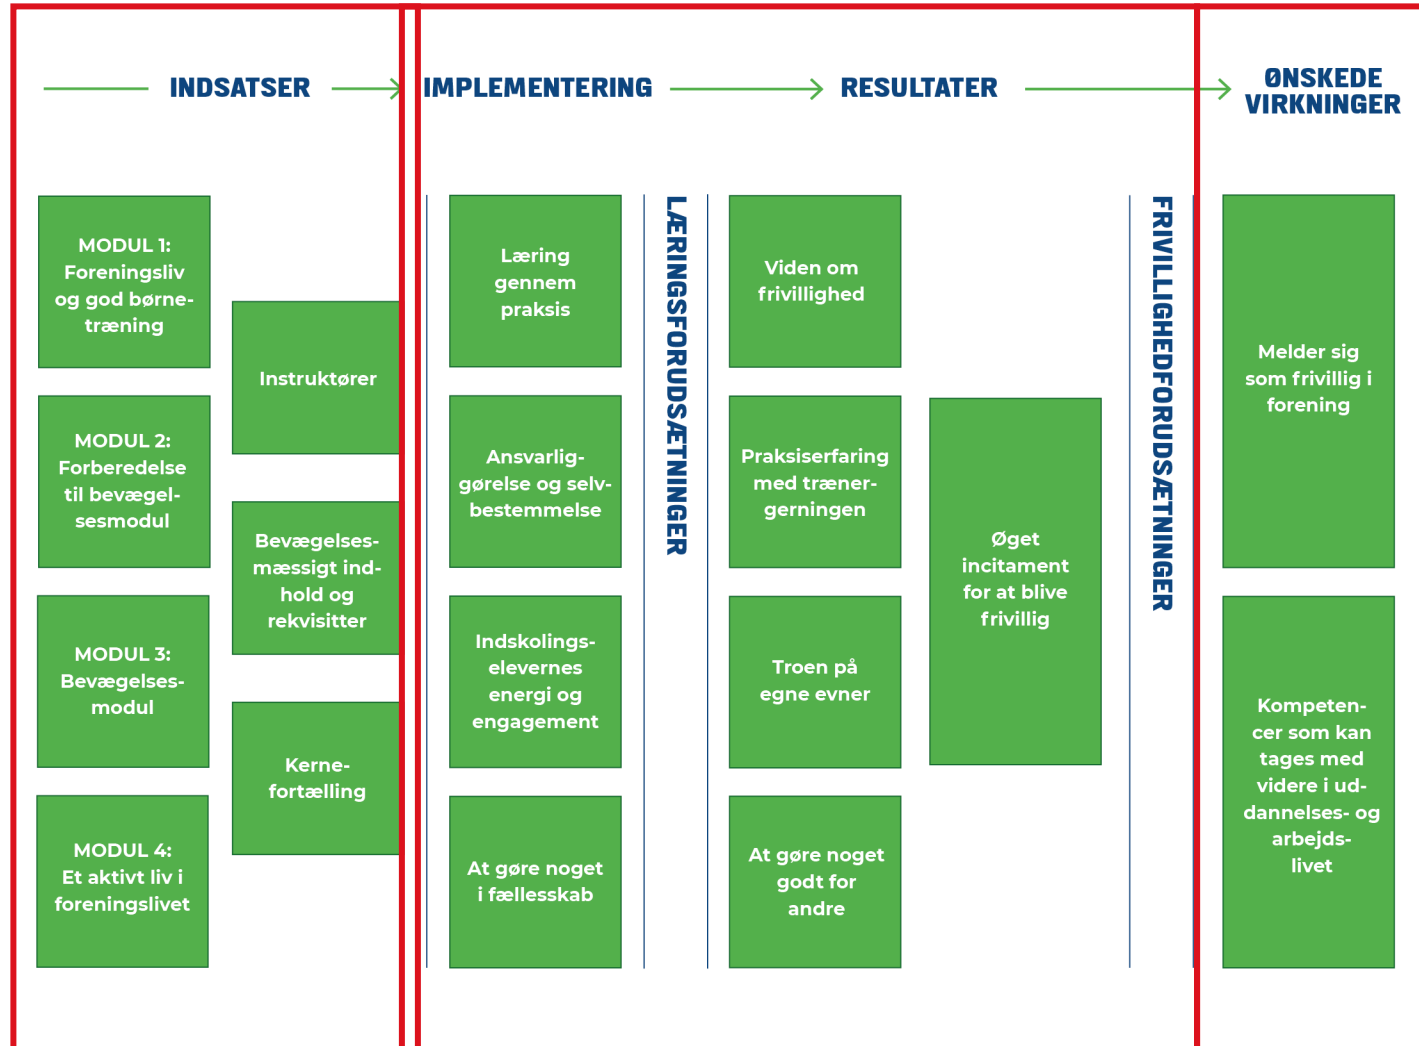 INDSATSER
IMPLEMENTERING
RESULTATER
ØNSKEDE
VIRKNINGER
MODUL 1:
Foreningsliv
og god børne-
træning
MODUL 2:
Forberedelse
til bevægel-
sesmodul
MODUL 3:
Bevægelses-
modul
MODUL 4:
Et aktivt liv i
foreningslivet
Instruktører
Bevægelses-
mæssigt ind-
hold og
rekvisitter
Kerne-
fortælling
Læring
gennem
praksis
Ansvarlig-
gørelse og selv-
bestemmelse
Indskolings-
elevernes
energi og
engagement
At gøre noget
i fællesskab
LÆRINGSFORUDSÆTNINGER
Viden om
frivillighed
Praksiserfaring
med træner-
gerningen
Troen på
egne evner
At gøre noget
godt for
andre
Øget
incitament
for at blive
frivillig
FRIVILLIGHEDFORUDSÆTNINGER
Melder sig
som frivillig i
forening
Kompeten-
cer som kan
tages med
videre i ud-
dannelses- og
arbejds-
livet